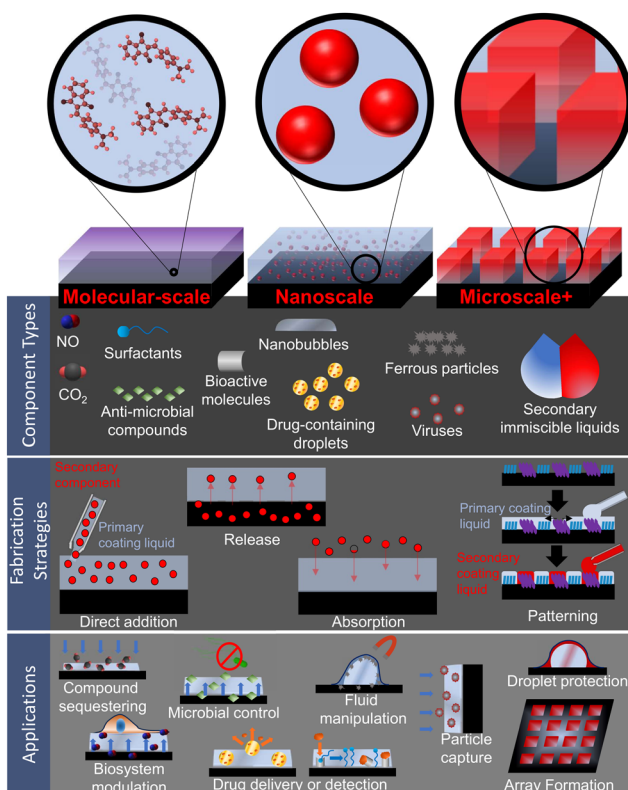 Molecular-scale
Nanoscale
Microscale+
Component Types
NO
CO2
Surfactants
Anti-microbial
compounds
Bioactive
molecules
Nanobubbles
Drug-containing
droplets
Ferrous particles
Viruses
Secondary
immiscible liquids
Fabrication
Strategies
Secondary
component
Primary
coating liquid
Direct addition
Release
Absorption
Primary coating
liquid
Secondary
coating
liquid
Patterning
Applications
Compound
sequestering
Biosystem
modulation
Microbial control
Drug delivery or detection
Fluid
manipulation
Particle
capture
Droplet protection
Array Formation